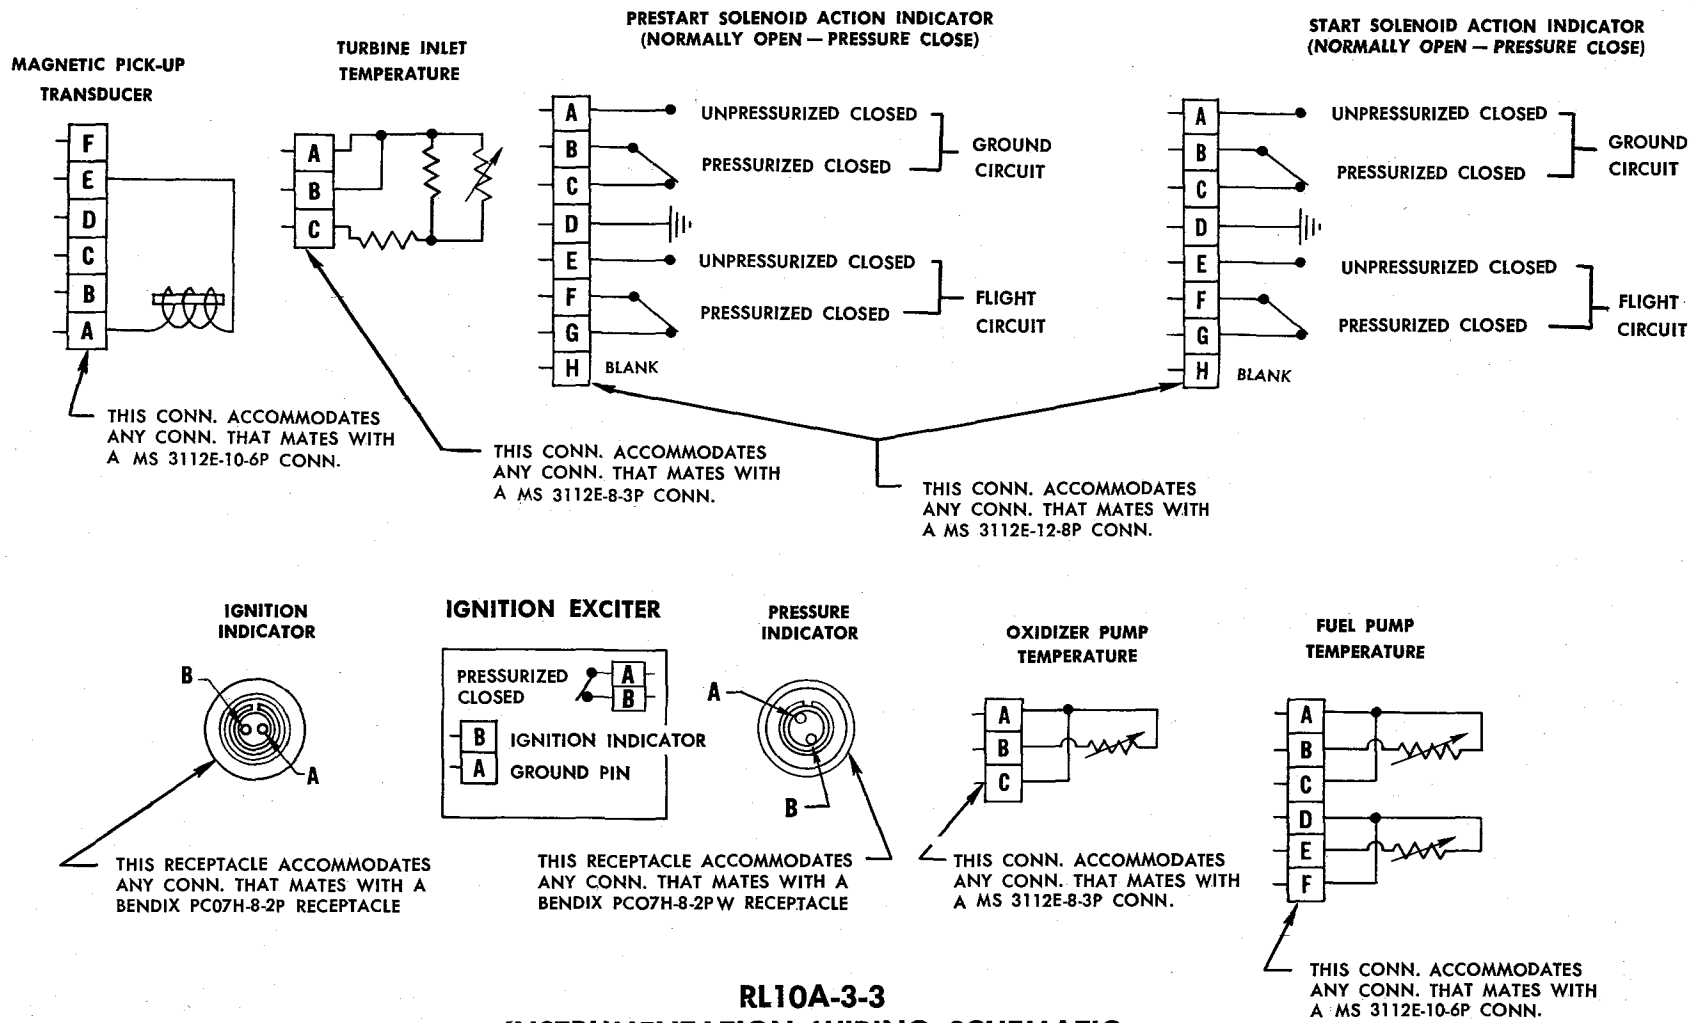 MAGNETIC PICK-UP
TRANSDUCER
F
E
D
C
B
A
THIS CONN. ACCOMMODATES
ANY CONN. THAT MATES WITH
A MS 3112E-10-6P CONN.
TURBINE INLET
TEMPERATURE
A
B
C
THIS CONN. ACCOMMODATES
ANY CONN. THAT MATES WITH
A MS 3112E-8-3P CONN.
PRESTART SOLENOID ACTION INDICATOR
(NORMALLY OPEN — PRESSURE CLOSE)
A
B
C
D
E
F
G
H
UNPRESSURIZED CLOSED
PRESSURIZED CLOSED
GROUND
CIRCUIT
UNPRESSURIZED CLOSED
PRESSURIZED CLOSED
FLIGHT
CIRCUIT
BLANK
START SOLENOID ACTION INDICATOR
(NORMALLY OPEN — PRESSURE CLOSE)
A
B
C
D
E
F
G
H
UNPRESSURIZED CLOSED
PRESSURIZED CLOSED
GROUND
CIRCUIT
UNPRESSURIZED CLOSED
PRESSURIZED CLOSED
FLIGHT
CIRCUIT
BLANK
THIS CONN. ACCOMMODATES
ANY CONN. THAT MATES WITH
A MS 3112E-12-8P CONN.
IGNITION
INDICATOR
B
A
THIS RECEPTACLE ACCOMMODATES
ANY CONN. THAT MATES WITH A
BENDIX PC07H-8-2P RECEPTACLE
IGNITION EXCITER
PRESSURIZED
CLOSED
A
B
B
IGNITION INDICATOR
A
GROUND PIN
PRESSURE
INDICATOR
A
B
THIS RECEPTACLE ACCOMMODATES
ANY CONN. THAT MATES WITH A
BENDIX PCO7H-8-2PW RECEPTACLE
OXIDIZER PUMP
TEMPERATURE
A
B
C
THIS CONN. ACCOMMODATES
ANY CONN. THAT MATES WITH
A MS 3112E-8-3P CONN.
FUEL PUMP
TEMPERATURE
A
B
C
D
E
F
THIS CONN. ACCOMMODATES
ANY CONN. THAT MATES WITH
A MS 3112E-10-6P CONN.
RL10A-3-3
INSTRUMENTATION WIRING SCHEMATIC